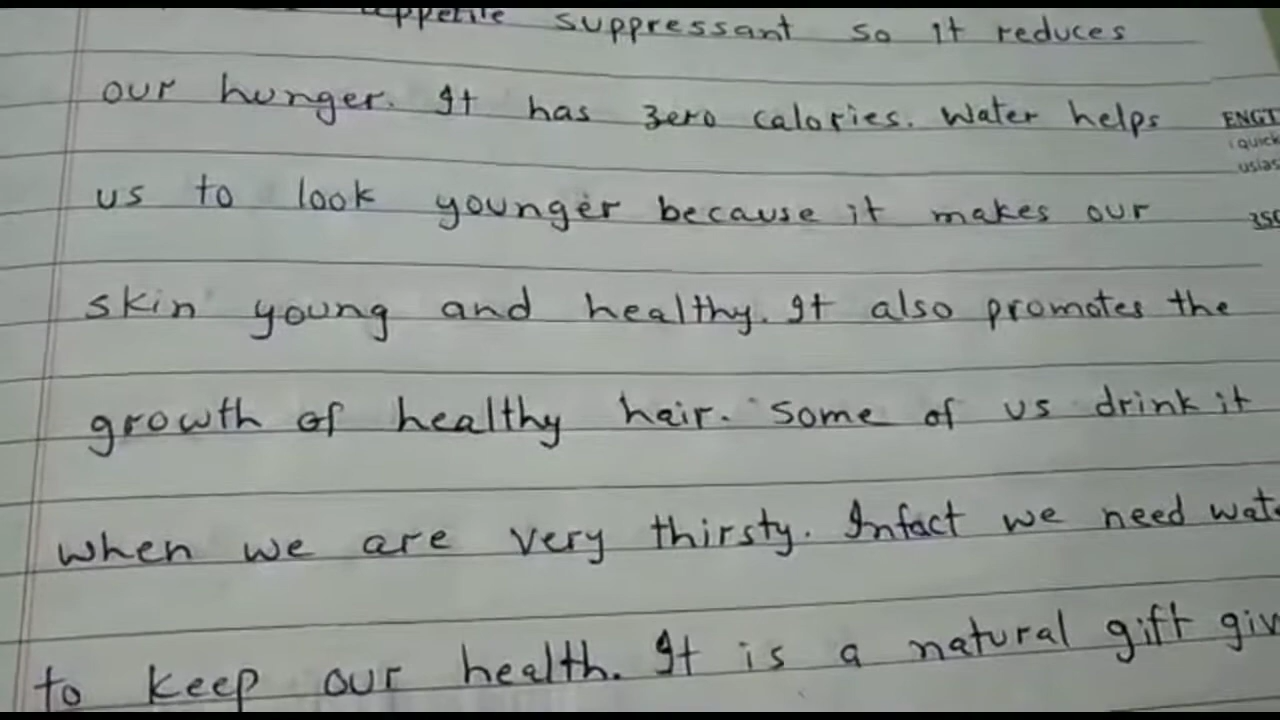 appetite suppressant so it reduces
our hunger. It has zero calories. Water helps
us to look younger because it makes our
skin young and healthy. It also promotes the
growth of healthy hair. Some of us drink it
when we are very thirsty. Infact we need
to keep our health. It is a natural gift